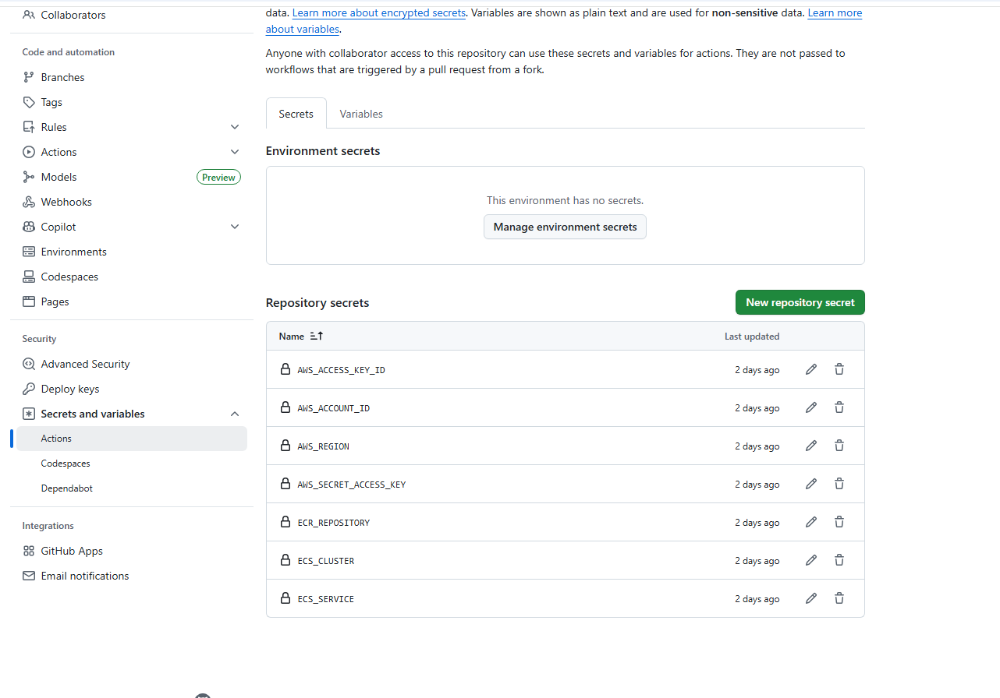 Collaborators
Code and automation
Branches
Tags
Rules
Actions
Models
Preview
Webhooks
Copilot
Environments
Codespaces
Pages
Security
Advanced Security
Deploy keys
Secrets and variables
Actions
Codespaces
Dependabot
Integrations
GitHub Apps
Email notifications
data. Learn more about encrypted secrets. Variables are shown as plain text and are used for non-sensitive data. Learn more
about variables.
Anyone with collaborator access to this repository can use these secrets and variables for actions. They are not passed to
workflows that are triggered by a pull request from a fork.
Secrets Variables
Environment secrets
This environment has no secrets.
Manage environment secrets
Repository secrets New repository secret
Name Last updated
AWS_ACCESS_KEY_ID 2 days ago
AWS_ACCOUNT_ID 2 days ago
AWS_REGION 2 days ago
AWS_SECRET_ACCESS_KEY 2 days ago
ECR_REPOSITORY 2 days ago
ECS_CLUSTER 2 days ago
ECS_SERVICE 2 days ago